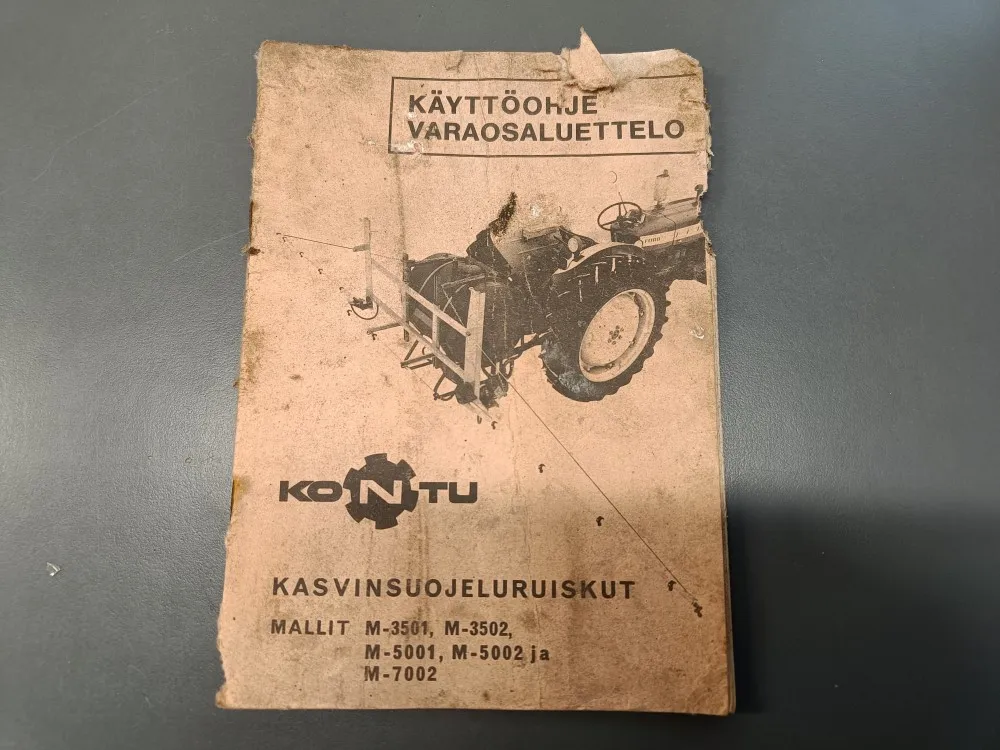 KÄYTTÖOHJE
VARAOSALUETTELO
KONTU
KASVINSUOJELURUISKUT
MALLIT M-3501, M-3502,
M-5001, M-5002 ja
M-7002